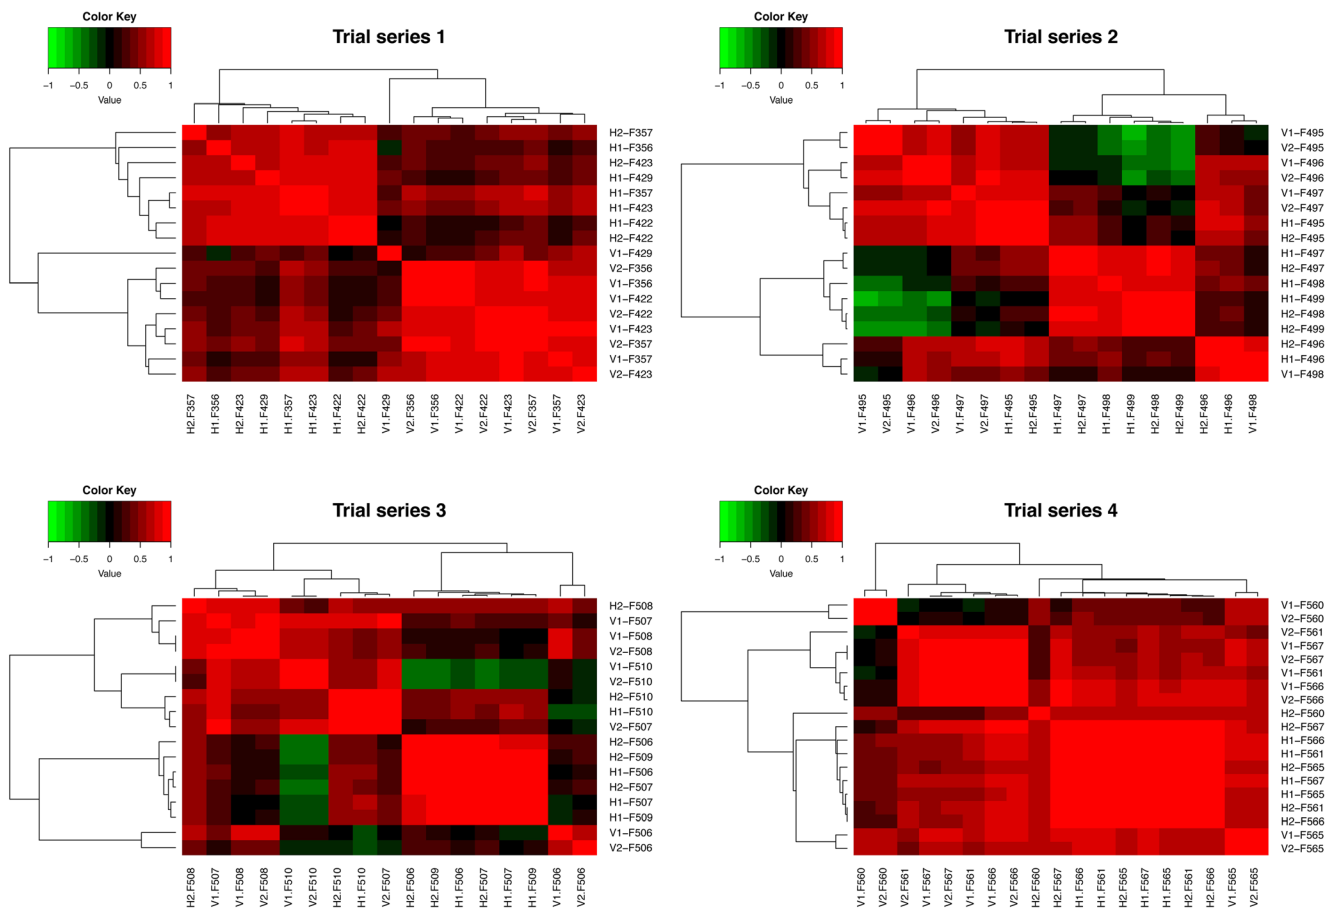 Color Key
−1 −0.5 0 0.5 1
Value
Trial series 1
H2−F357
H1−F356
H2−F423
H1−F429
H1−F357
H1−F423
H1−F422
H2−F422
V1−F429
V2−F356
V1−F356
V1−F422
V2−F422
V1−F423
V2−F357
V1−F357
V2−F423
H2.F357
H1.F356
H2.F423
H1.F429
H1.F357
H1.F423
H1.F422
H2.F422
V1.F429
V2.F356
V1.F356
V1.F422
V2.F422
V1.F423
V2.F357
V1.F357
V2.F423
Color Key
−1 −0.5 0 0.5 1
Value
Trial series 2
V1−F495
V2−F495
V1−F496
V2−F496
V1−F497
V2−F497
H1−F495
H2−F495
H1−F497
H2−F497
H1−F498
H1−F499
H2−F498
H2−F499
H2−F496
H1−F496
V1−F498
V1.F495
V2.F495
V1.F496
V2.F496
V1.F497
V2.F497
H1.F495
H2.F495
H1.F497
H2.F497
H1.F498
H1.F499
H2.F498
H2.F499
H2.F496
H1.F496
V1.F498
Color Key
−1 −0.5 0 0.5 1
Value
Trial series 3
H2−F508
V1−F507
V1−F508
V2−F508
V1−F510
V2−F510
H2−F510
H1−F510
V2−F507
H2−F506
H2−F509
H1−F506
H2−F507
H1−F507
H1−F509
V1−F506
V2−F506
H2.F508
V1.F507
V1.F508
V2.F508
V1.F510
V2.F510
H2.F510
H1.F510
V2.F507
H2.F506
H2.F509
H1.F506
H2.F507
H1.F507
H1.F509
V1.F506
V2.F506
Color Key
−1 −0.5 0 0.5 1
Value
Trial series 4
V1−F560
V2−F560
V2−F561
V1−F567
V2−F567
V1−F561
V1−F566
V2−F566
H2−F560
H2−F567
H1−F566
H1−F561
H2−F565
H1−F567
H1−F565
H2−F561
H2−F566
V1−F565
V2−F565
V1.F560
V2.F560
V2.F561
V1.F567
V2.F567
V1.F561
V1.F566
V2.F566
H2.F560
H2.F567
H1.F566
H1.F561
H2.F565
H1.F567
H1.F565
H2.F561
H2.F566
V1.F565
V2.F565